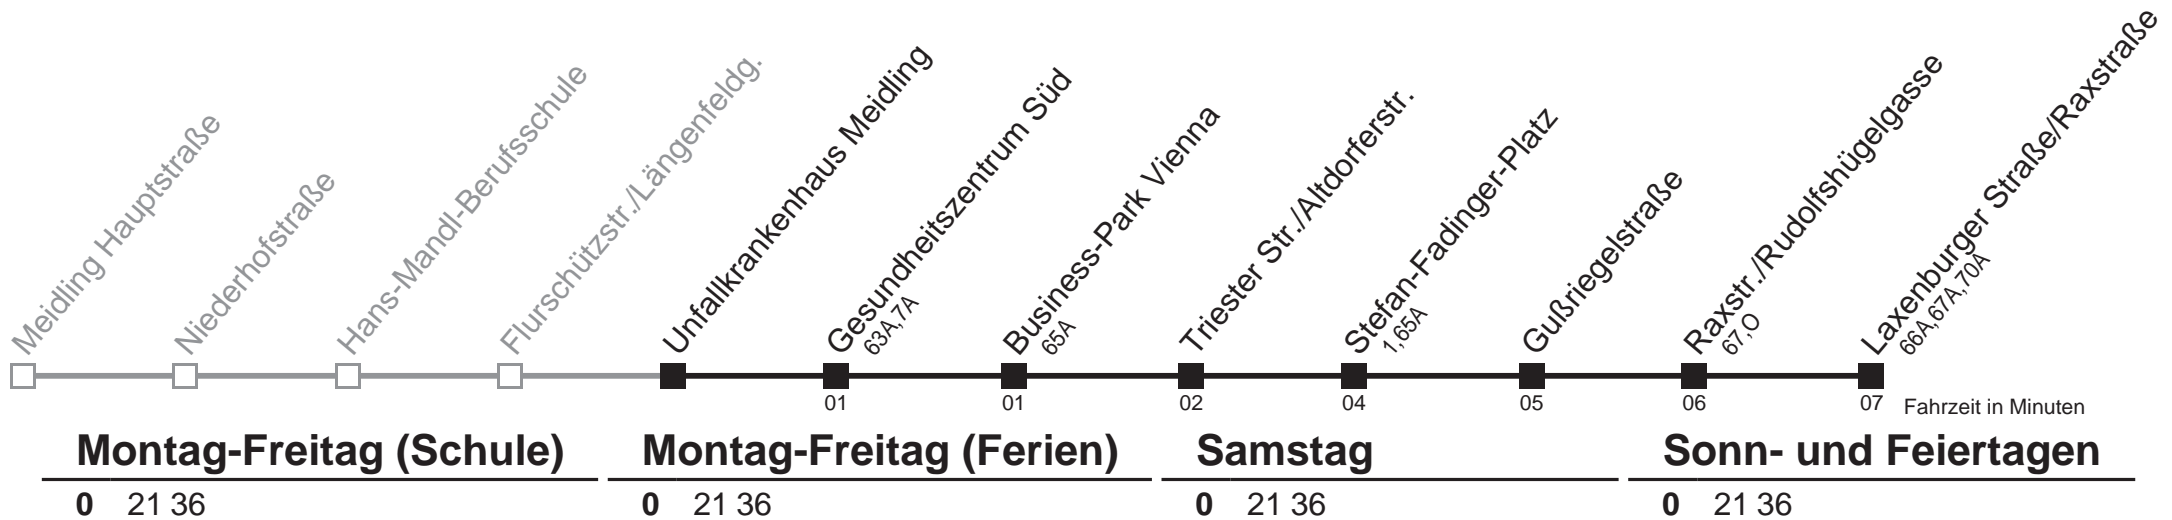 Meidling Hauptstraße
Niederhofstraße
Hans-Mandl-Berufsschule
Flurschützstr./Längenfeldg.
Unfallkrankenhaus Meidling
Gesundheitszentrum Süd
63A,7A
Business-Park Vienna
65A
Triester Str./Altdorferstr.
Stefan-Fadinger-Platz
1,65A
Gußriegelstraße
Raxstr./Rudolfshügelgasse
67,O
Laxenburger Straße/Raxstraße
66A,67A,70A
01 01 02 04 05 06 07 Fahrzeit in Minuten
Montag-Freitag (Schule) Montag-Freitag (Ferien) Samstag Sonn- und Feiertagen
0 21 36 0 21 36 0 21 36 0 21 36